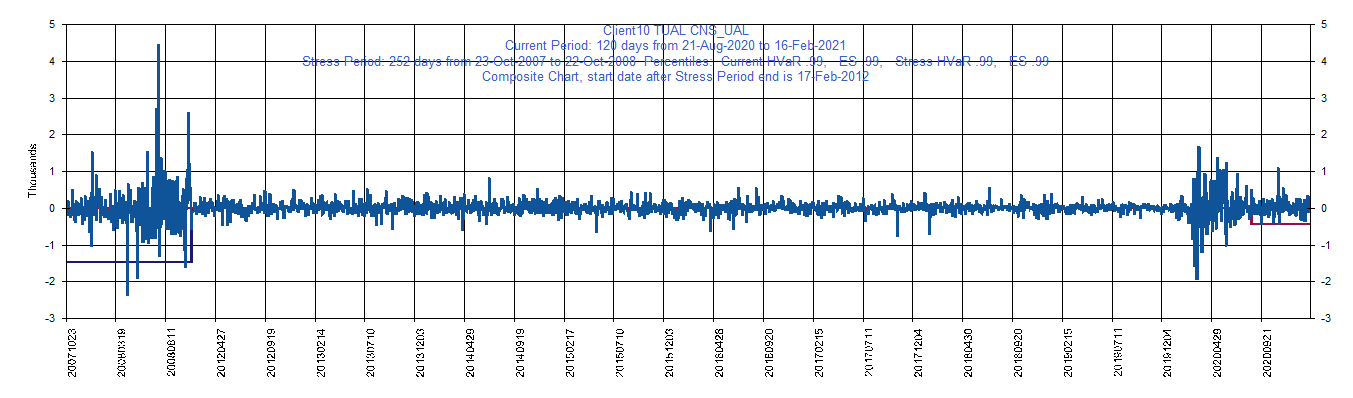 Client10 TUAL CNS_UAL
Current Period: 120 days from 21-Aug-2020 to 16-Feb-2021
Stress Period: 252 days from 23-Oct-2007 to 22-Oct-2008 Percentiles: Current HVaR .99, ES .99, Stress HVaR .99, ES .99
Composite Chart, start date after Stress Period end is 17-Feb-2012
5 5
4 4
3 3
2 2
1 1
0 0
-1 -1
-2 -2
-3 -3
Thousands
20071023 20080319 20080811 20120427 20120919 20130214 20130710 20131203 20140429 20140919 20150217 20150710 20151203 20160428 20160920 20170215 20170711 20171204 20180430 20180920 20190215 20190711 20191204 20200429 20200921